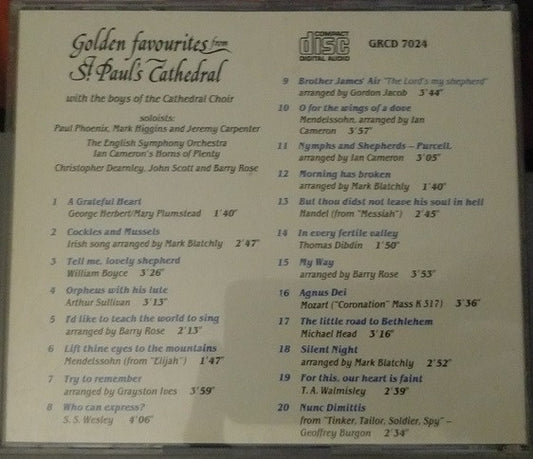 Golden favourites from
St Paul's Cathedral
with the boys of the Cathedral Choir
soloists:
Paul Phoenix, Mark Higgins and Jeremy Carpenter
The English Symphony Orchestra
Ian Cameron's Horns of Plenty
Christopher Dearnley, John Scott and Barry Rose
1 A Grateful Heart
George Herbert/Mary Plumstead 1'40"
2 Cockles and Mussels
Irish song arranged by Mark Blatchly 2'47"
3 Tell me, lovely shepherd
William Boyce 3'26"
4 Orpheus with his lute
Arthur Sullivan 3'13"
5 I'd like to teach the world to sing
arranged by Barry Rose 2'13"
6 Lift thine eyes to the mountains
Mendelssohn (from "Elijah") 1'47"
7 Try to remember
arranged by Grayston Ives 3'59"
8 Who can express?
S. S. Wesley 4'06"
COMPACT
disc
DIGITAL AUDIO
GRCD 7024
9 Brother James' Air "The Lord's my shepherd"
arranged by Gordon Jacob 3'44"
10 O for the wings of a dove
Mendelssohn, arranged by Ian
Cameron 3'57"
11 Nymphs and Shepherds – Purcell,
arranged by Ian Cameron 3'05"
12 Morning has broken
arranged by Mark Blatchly 1'40"
13 But thou didst not leave his soul in hell
Handel (from "Messiah") 2'45"
14 In every fertile valley
Thomas Dibdin 1'50"
15 My Way
arranged by Barry Rose 3'53"
16 Agnus Dei
Mozart ("Coronation" Mass K 317) 3'36"
17 The little road to Bethlehem
Michael Head 3'16"
18 Silent Night
arranged by Mark Blatchly 2'52"
19 For this, our heart is faint
T. A. Walmisley 2'39"
20 Nunc Dimittis
from "Tinker, Tailor, Soldier, Spy" –
Geoffrey Burgon 2'34"